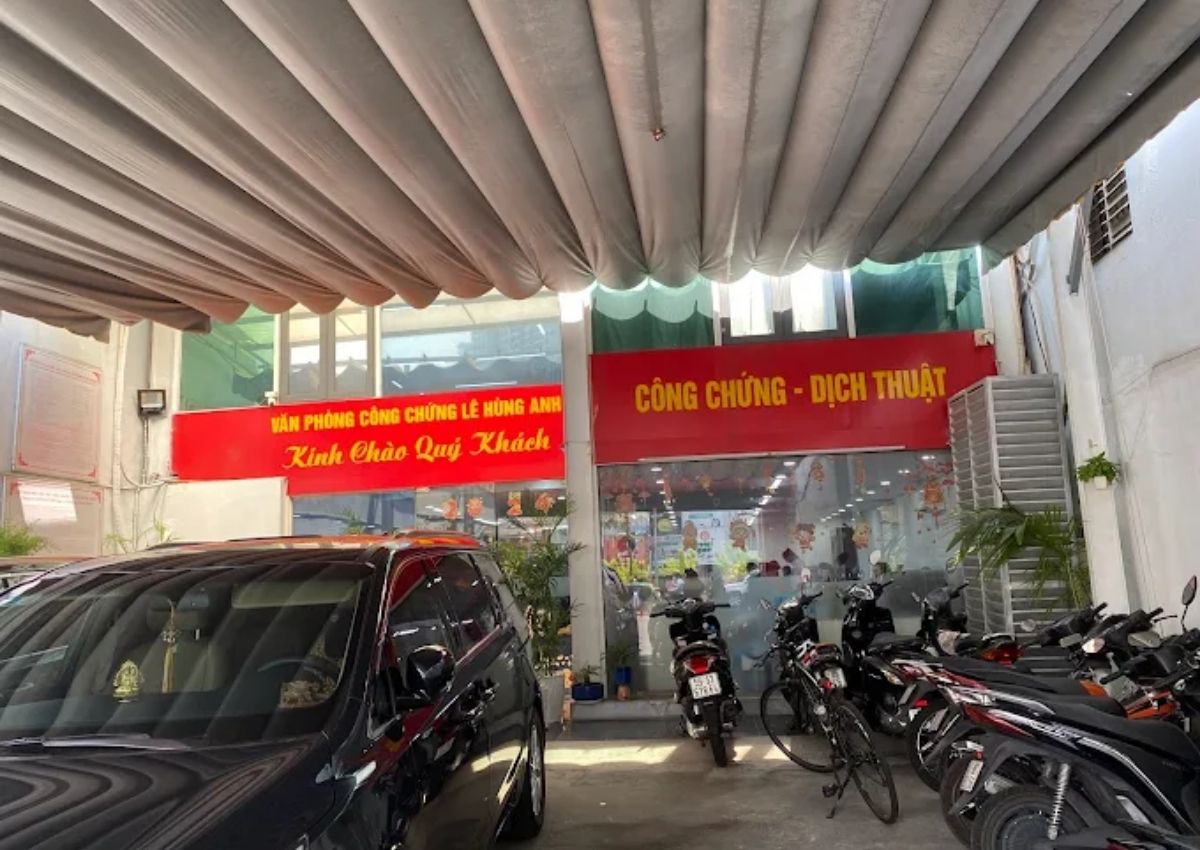 VĂN PHÒNG CÔNG CHỨNG LÊ HÙNG ANH
Kính Chào Quý Khách
CÔNG CHỨNG - DỊCH THUẬT